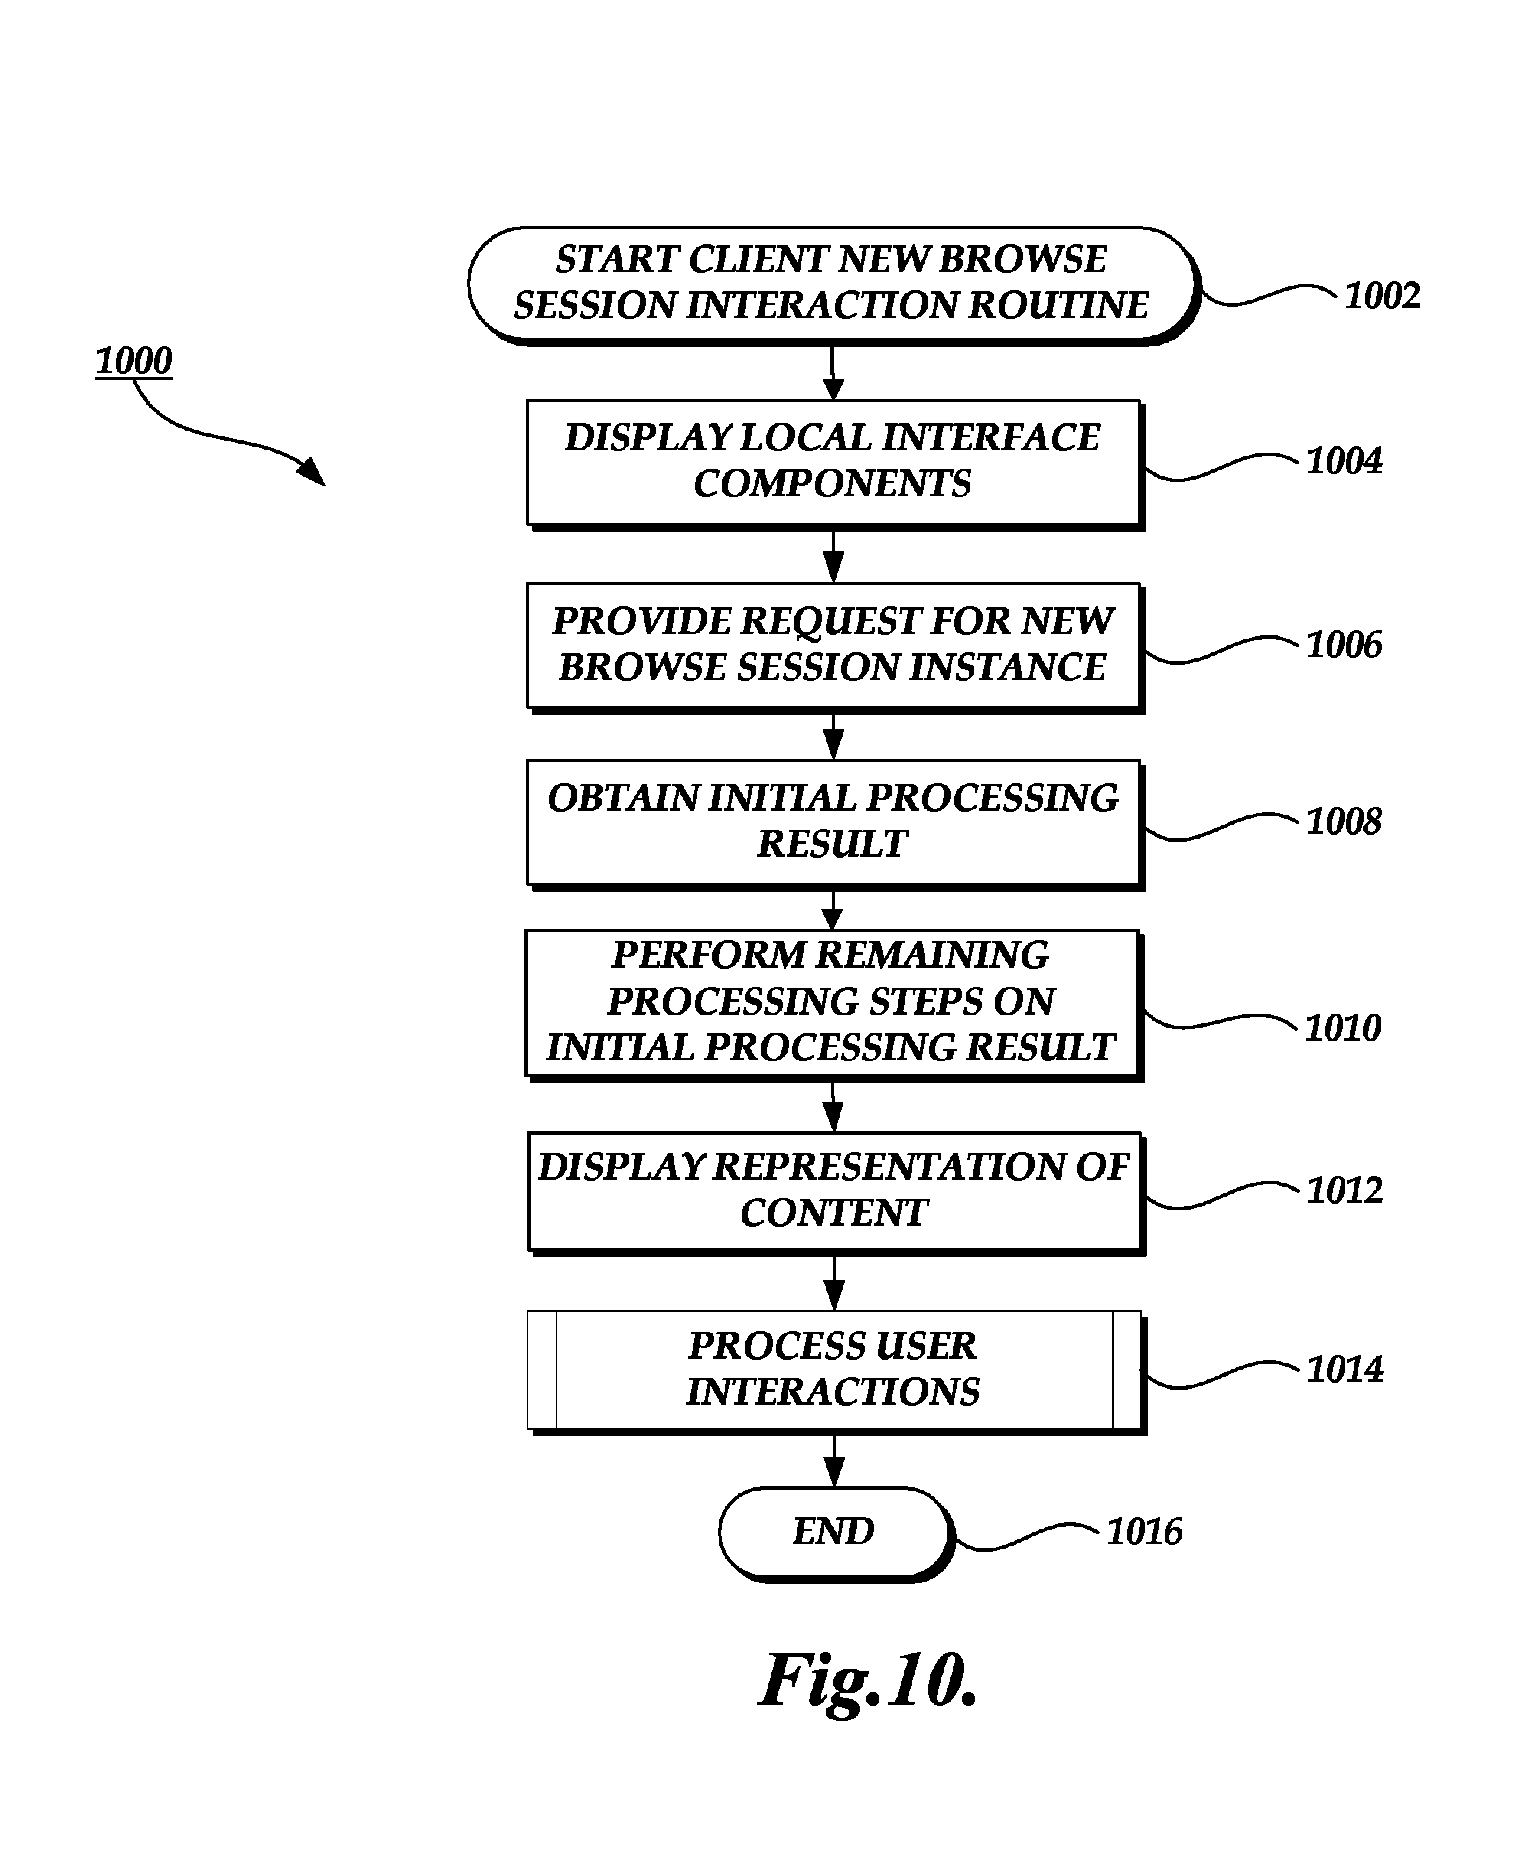 START CLIENT NEW BROWSE
SESSION INTERACTION ROUTINE
1002
1000
DISPLAY LOCAL INTERFACE
COMPONENTS
1004
PROVIDE REQUEST FOR NEW
BROWSE SESSION INSTANCE
1006
OBTAIN INITIAL PROCESSING
RESULT
1008
PERFORM REMAINING
PROCESSING STEPS ON
INITIAL PROCESSING RESULT
1010
DISPLAY REPRESENTATION OF
CONTENT
1012
PROCESS USER
INTERACTIONS
1014
END
1016
Fig.10.